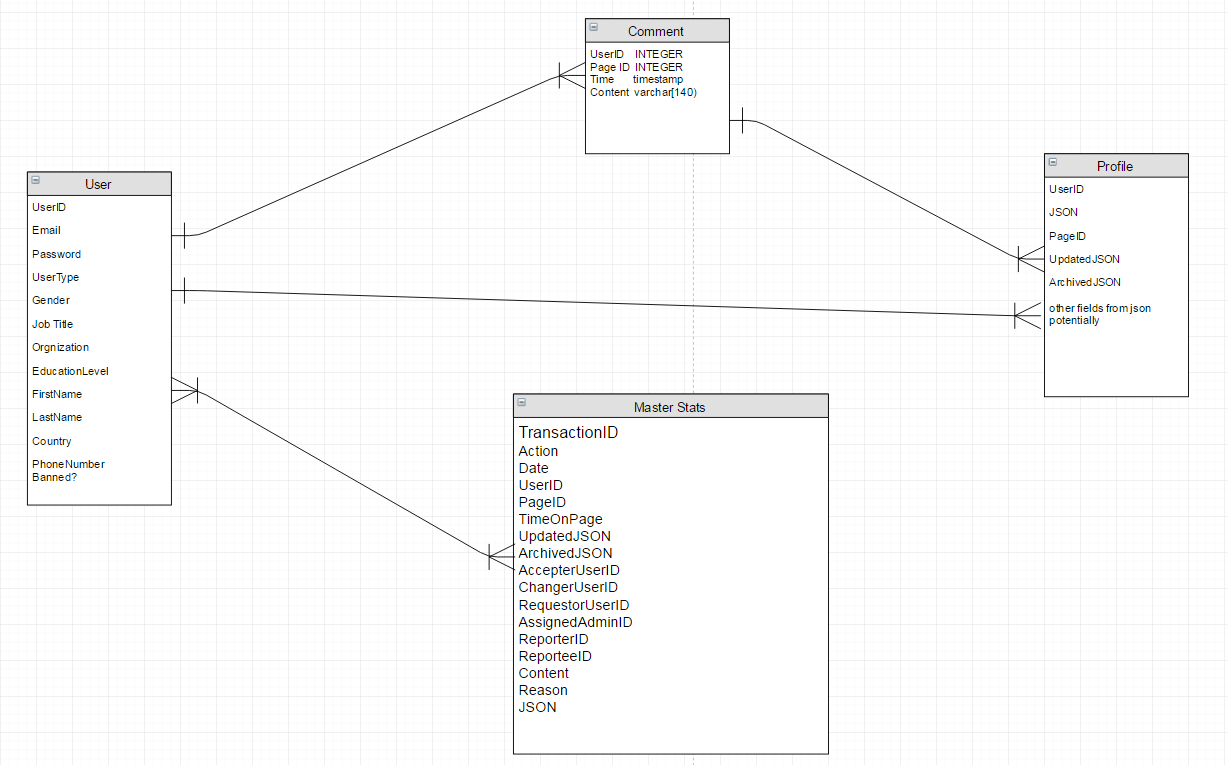 Comment
UserID INTEGER
Page ID INTEGER
Time timestamp
Content varchar[140)
User
UserID
Email
Password
UserType
Gender
Job Title
Orgnization
EducationLevel
FirstName
LastName
Country
PhoneNumber
Banned?
Profile
UserID
JSON
PageID
UpdatedJSON
ArchivedJSON
other fields from json
potentially
Master Stats
TransactionID
Action
Date
UserID
PageID
TimeOnPage
UpdatedJSON
ArchivedJSON
AccepterUserID
ChangerUserID
RequestorUserID
AssignedAdminID
ReporterID
ReporteeID
Content
Reason
JSON